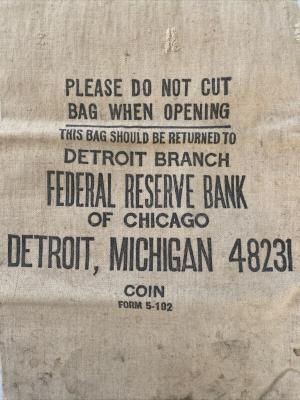 PLEASE DO NOT CUT
BAG WHEN OPENING
THIS BAG SHOULD BE RETURNED TO
DETROIT BRANCH
FEDERAL RESERVE BANK
OF CHICAGO
DETROIT, MICHIGAN 48231
COIN
FORM 5-192